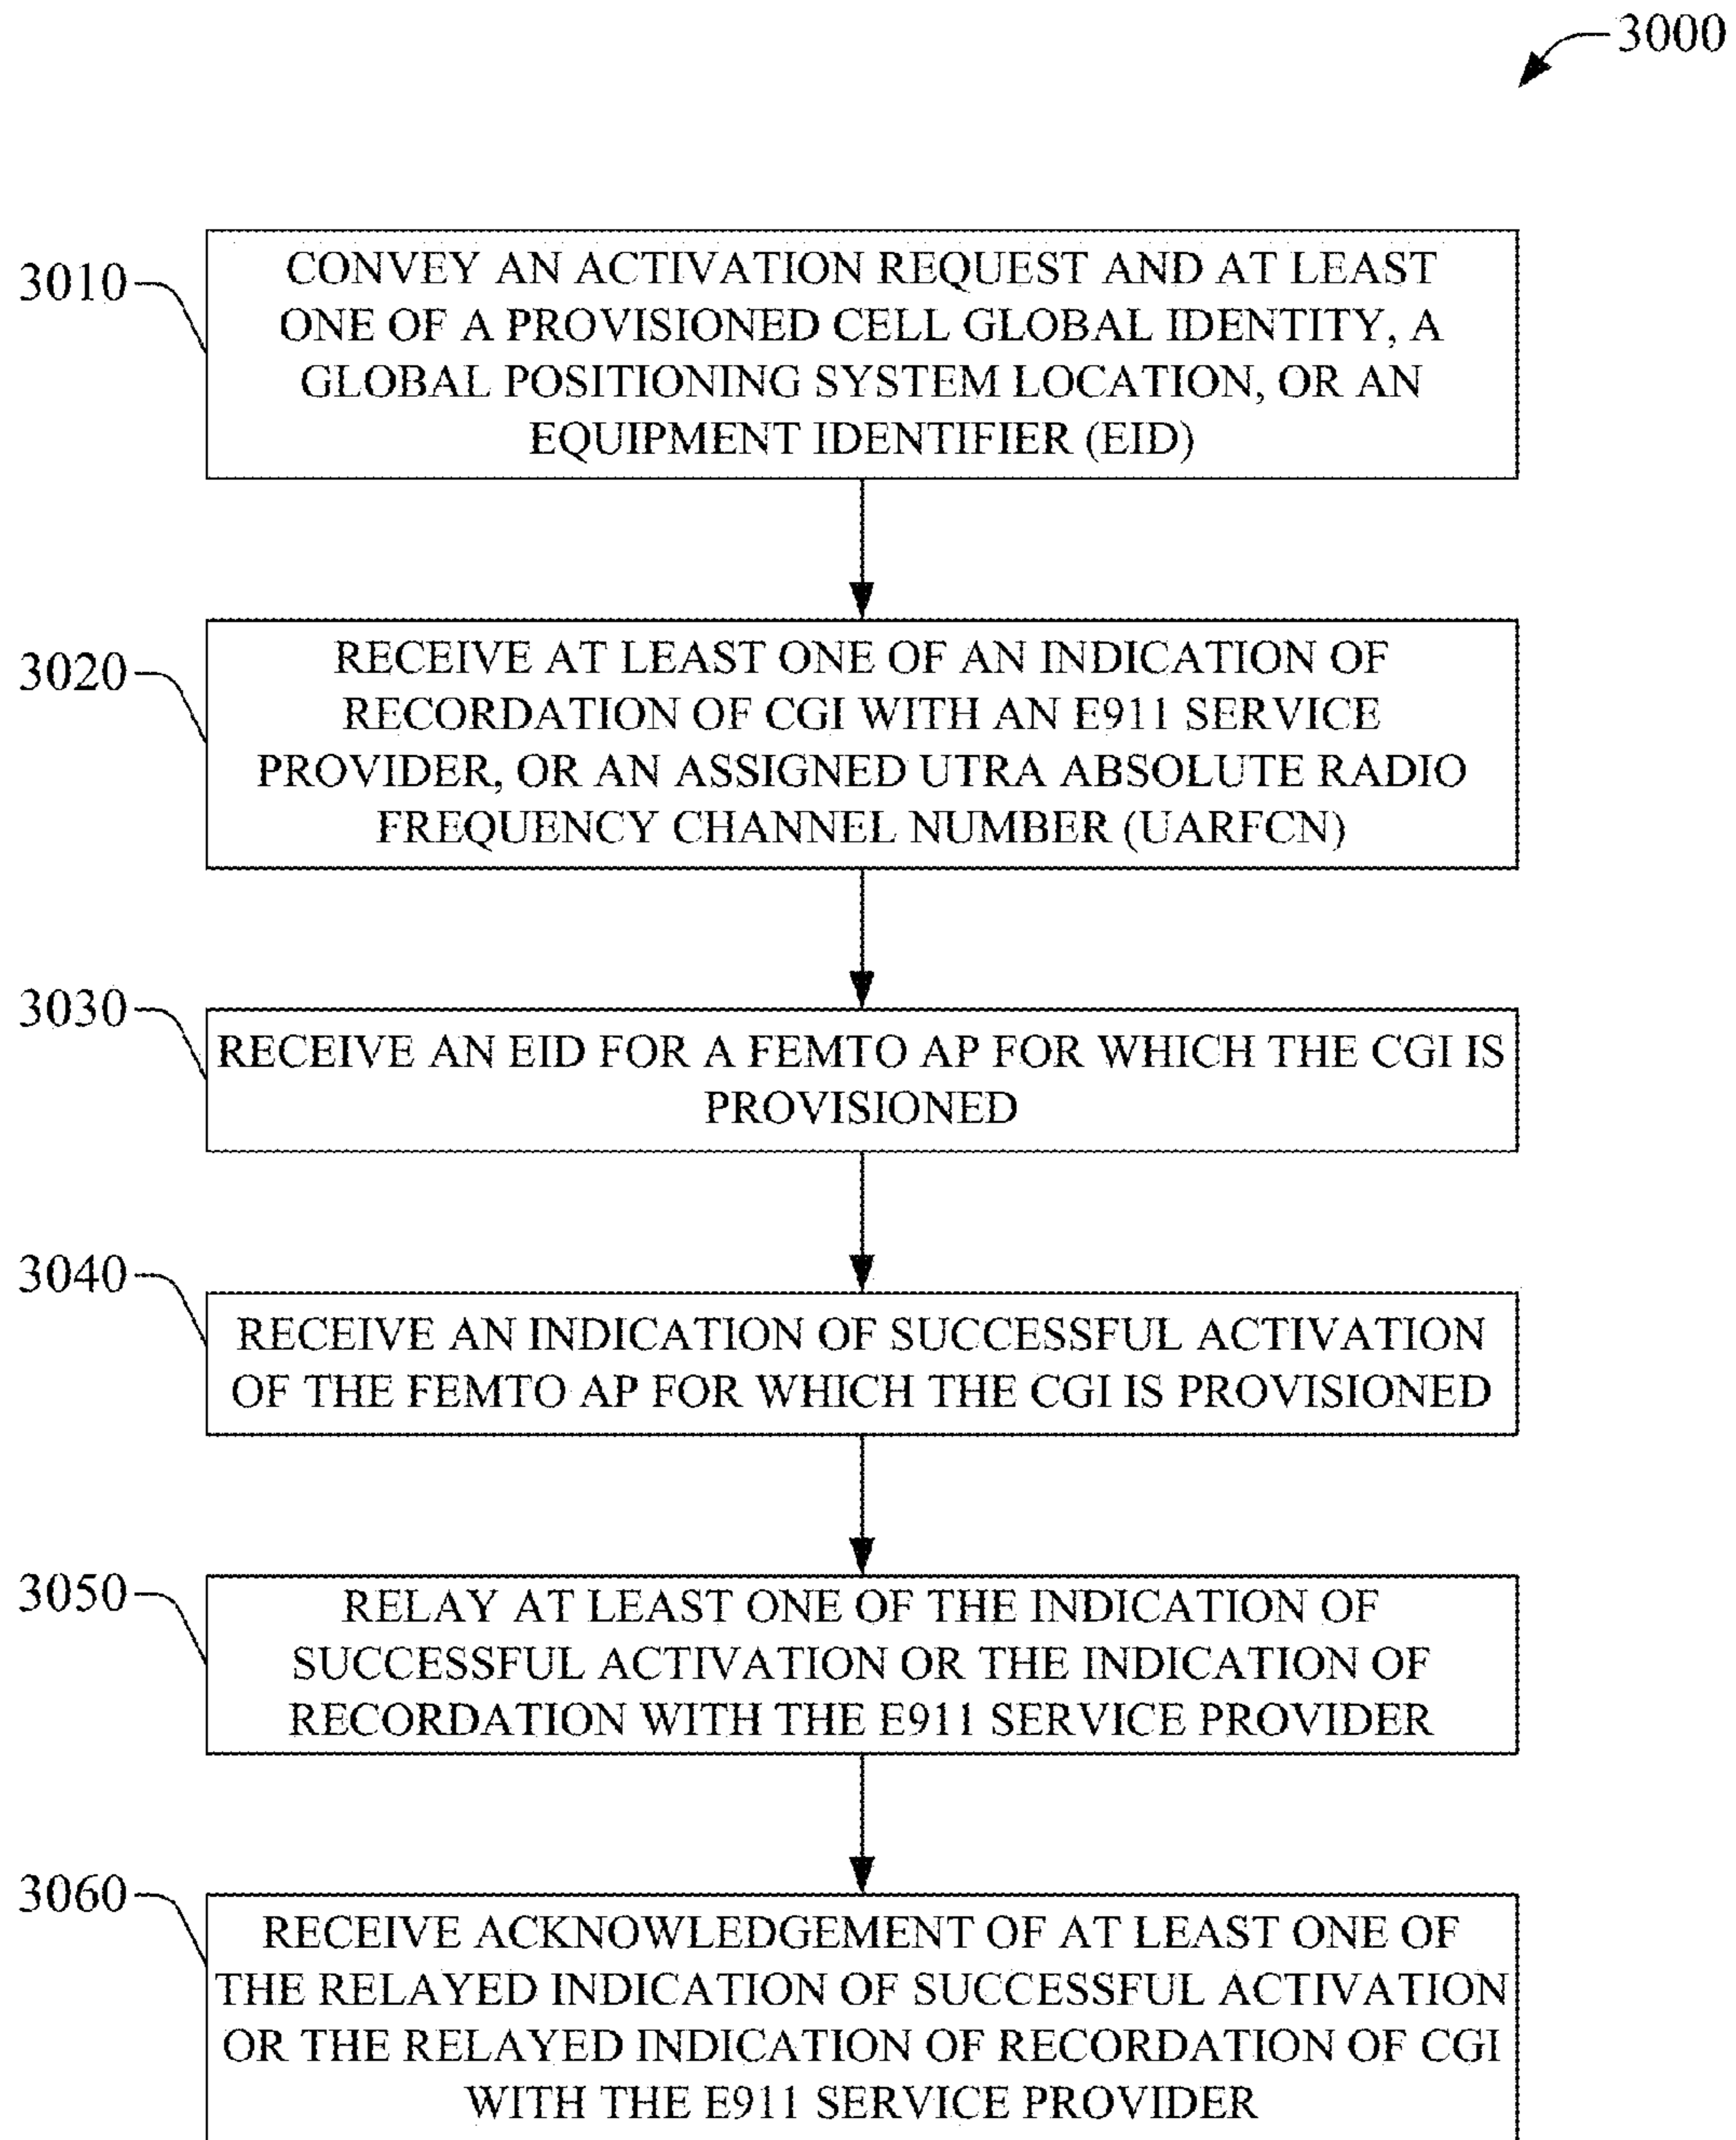 3000
3010
CONVEY AN ACTIVATION REQUEST AND AT LEAST
ONE OF A PROVISIONED CELL GLOBAL IDENTITY, A
GLOBAL POSITIONING SYSTEM LOCATION, OR AN
EQUIPMENT IDENTIFIER (EID)
3020
RECEIVE AT LEAST ONE OF AN INDICATION OF
RECORDATION OF CGI WITH AN E911 SERVICE
PROVIDER, OR AN ASSIGNED UTRA ABSOLUTE RADIO
FREQUENCY CHANNEL NUMBER (UARFCN)
3030
RECEIVE AN EID FOR A FEMTO AP FOR WHICH THE CGI IS
PROVISIONED
3040
RECEIVE AN INDICATION OF SUCCESSFUL ACTIVATION
OF THE FEMTO AP FOR WHICH THE CGI IS PROVISIONED
3050
RELAY AT LEAST ONE OF THE INDICATION OF
SUCCESSFUL ACTIVATION OR THE INDICATION OF
RECORDATION WITH THE E911 SERVICE PROVIDER
3060
RECEIVE ACKNOWLEDGEMENT OF AT LEAST ONE OF
THE RELAYED INDICATION OF SUCCESSFUL ACTIVATION
OR THE RELAYED INDICATION OF RECORDATION OF CGI
WITH THE E911 SERVICE PROVIDER